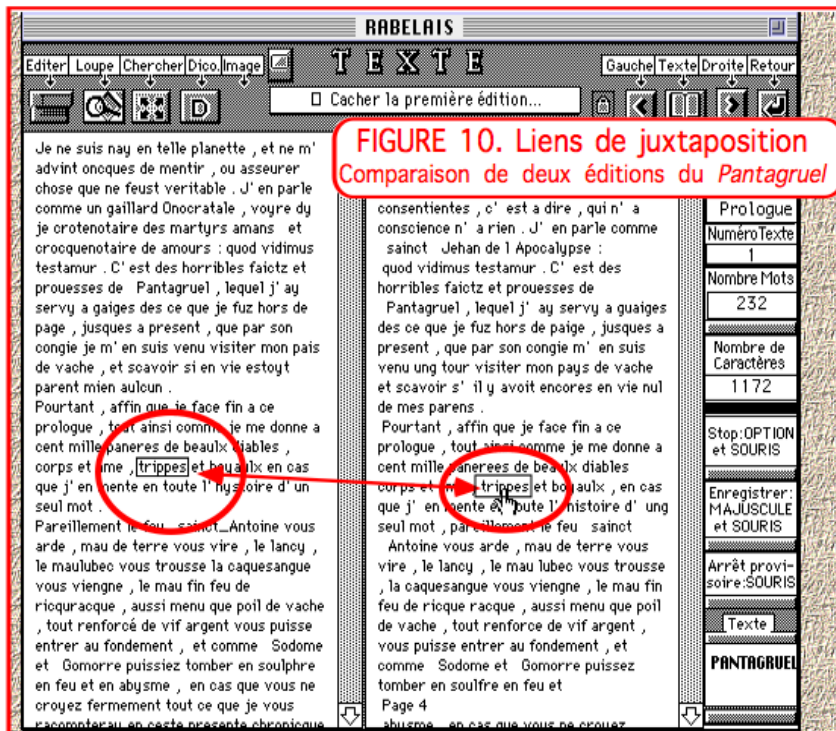 RABELAIS
Editer Loupe Chercher Dico. Image
TEXTE
Gauche Texte Droite Retour
D
Cacher la première édition...
FIGURE 10. Liens de juxtaposition
Comparaison de deux éditions du Pantagruel
Je ne suis nay en telle planette , et ne m'
advint oncques de mentir , ou asseurer
chose que ne feust veritable . J' en parle
comme un gaillard Onocratale , voyre dy
je crotenotaire des martyrs amans et
crocquenotaire de amours : quod vidimus
testamur . C' est des horribles faictz et
prouesses de Pantagruel , lequel j' ay
servy a gaiges des ce que je fuz hors de
page , jusques a present , que par son
congie je m' en suis venu visiter mon pais
de vache , et scavoir si en vie estoyt
parent mien aulcun .
Pourtant , affin que je face fin a ce
prologue , tout ainsi comme je me donne a
cent mille paneres de beaulx diables ,
corps et ame , trippes et boyaulx en cas
que j' en mente en toute l' hystoire d' un
seul mot .
Pareillement le feu sainct_Antoine vous
arde , mau de terre vous vire , le lancy ,
le maulubec vous trousse la caquesangue
vous viengne , le mau fin feu de
ricquracque , aussi menu que poil de vache
, tout renforcé de vif argent vous puisse
entrer au fondement , et comme Sodome
et Gomorre puissiez tomber en soulphre
en feu et en abysme , en cas que vous ne
croyez fermement tout ce que je vous
racompteray en ceste presente chronicque
consentientes , c' est a dire , qui n' a
conscience n' a rien . J' en parle comme
sainct Jehan de l Apocalypse :
quod vidimus testamur . C' est des
horribles faictz et prouesses de
Pantagruel , lequel j' ay servy a guaiges
des ce que je fuz hors de paige , jusques a
present , que par son congie m' en suis
venu ung tour visiter mon pays de vache
et scavoir s' il y avoit encores en vie nul
de mes parens .
Pourtant , affin que je face fin a ce
prologue , tout ainsi comme je me donne a
cent mille panerees de beaulx diables
corps et ame trippes et boyaulx , en cas
que j' en mente en toute l' histoire d' ung
seul mot , pareillement le feu sainct
Antoine vous arde , mau de terre vous
vire , le lancy , le mau lubec vous trousse
, la caquesangue vous viengne , le mau fin
feu de ricque racque , aussi menu que poil
de vache , tout renforce de vif argent ,
vous puisse entrer au fondement , et
comme Sodome et Gomorre puissez
tomber en soulfre en feu et
Page 4
abysme , en cas que vous ne croyez
Prologue
NuméroTexte
1
Nombre Mots
232
Nombre de
Caractères
1172
Stop:OPTION
et SOURIS
Enregistrer:
MAJUSCULE
et SOURIS
Arrêt provi-
soire:SOURIS
Texte
PANTAGRUEL